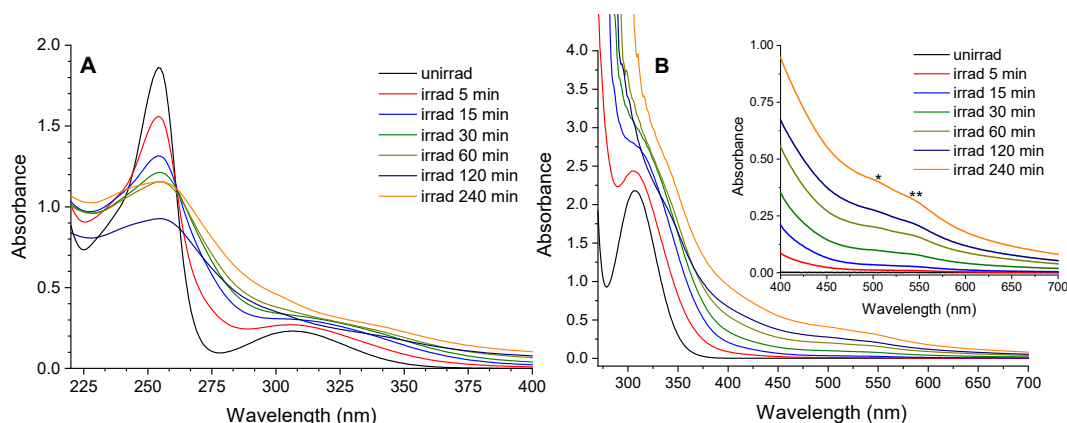 A
2.0
1.5
1.0
0.5
0.0
225
250
275
300
325
350
375
400
Absorbance
Wavelength (nm)
unirrad
irrad 5 min
irrad 15 min
irrad 30 min
irrad 60 min
irrad 120 min
irrad 240 min
B
4.0
3.5
3.0
2.5
2.0
1.5
1.0
0.5
0.0
300
350
400
450
500
550
600
650
700
Absorbance
Wavelength (nm)
1.00
0.75
0.50
0.25
0.00
400
450
500
550
600
650
700
Absorbance
Wavelength (nm)
*
**
unirrad
irrad 5 min
irrad 15 min
irrad 30 min
irrad 60 min
irrad 120 min
irrad 240 min